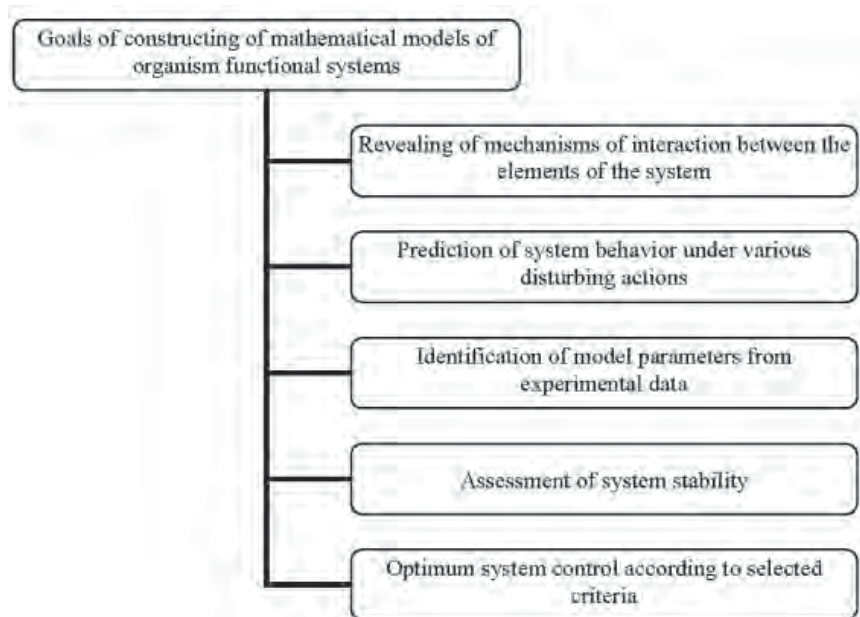 Goals of constructing of mathematical models of
organism functional systems
Revealing of mechanisms of interaction between the
elements of the system
Prediction of system behavior under various
disturbing actions
Identification of model parameters from
experimental data
Assessment of system stability
Optimum system control according to selected
criteria